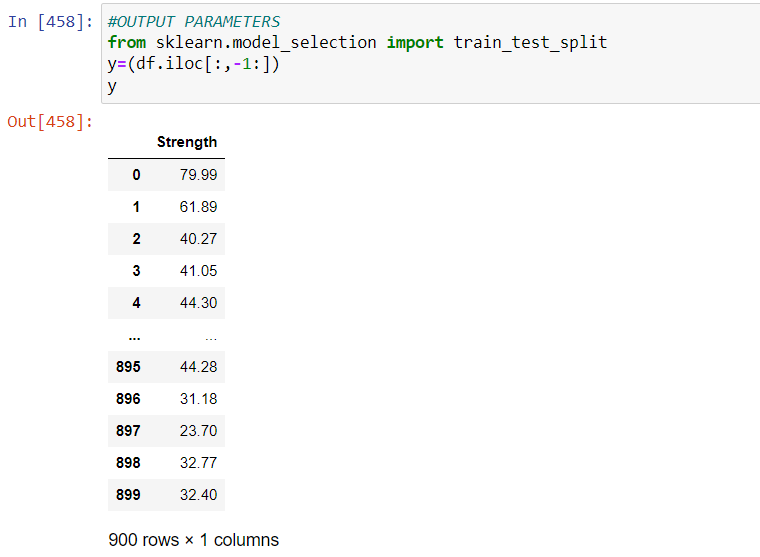 In [458]: #OUTPUT PARAMETERS
from sklearn.model_selection import train_test_split
y=(df.iloc[:,-1:])
y
Out[458]:
Strength
0 79.99
1 61.89
2 40.27
3 41.05
4 44.30
... ...
895 44.28
896 31.18
897 23.70
898 32.77
899 32.40
900 rows × 1 columns